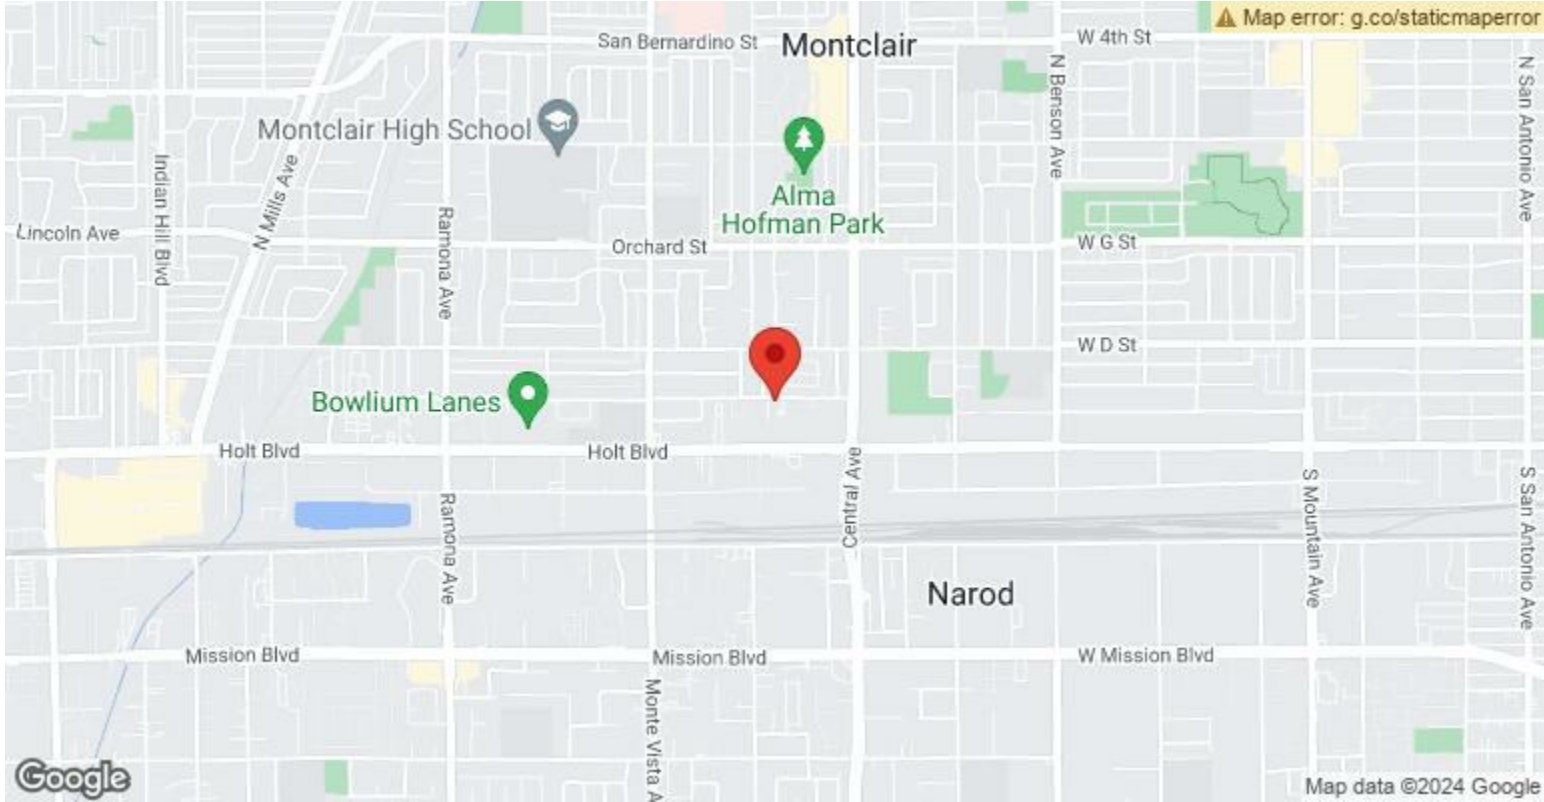 Map error: g.co/staticmaperror
San Bernardino St
Montclair
W 4th St
N Benson Ave
N San Antonio Ave
Montclair High School
Indian Hill Blvd
N Mills Ave
Alma
Hofman Park
Ramona Ave
Lincoln Ave
Orchard St
W G St
W D St
Bowlium Lanes
Holt Blvd
Holt Blvd
Central Ave
S Mountain Ave
S San Antonio Ave
Ramona Ave
Narod
Mission Blvd
Mission Blvd
W Mission Blvd
Monte Vista A
Google
Map data ©2024 Google